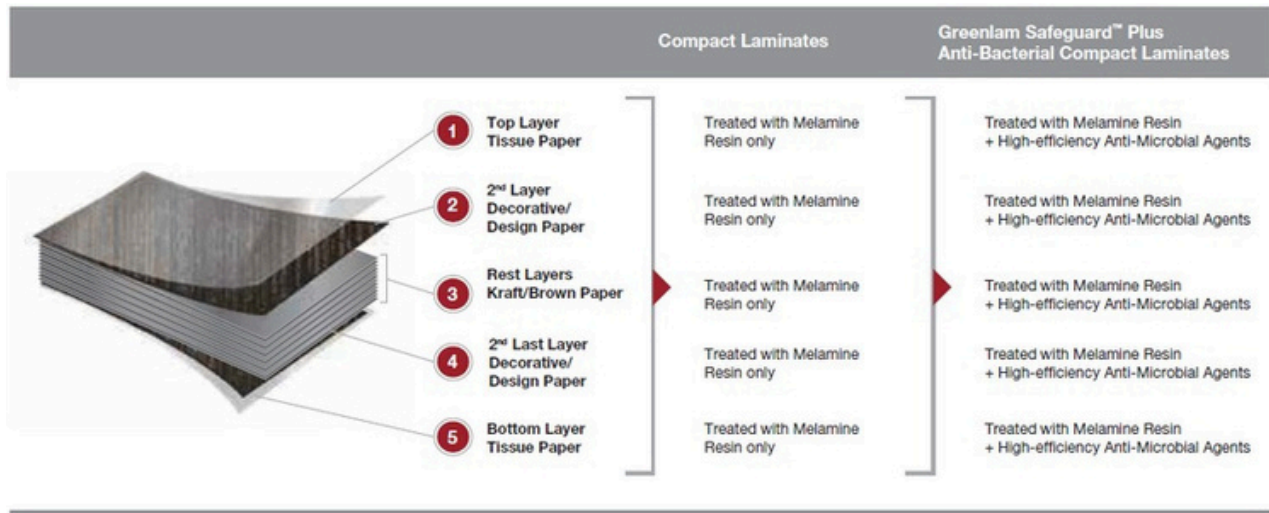 Compact Laminates
Greenlam Safeguard™ Plus
Anti-Bacterial Compact Laminates
1
Top Layer
Tissue Paper
Treated with Melamine
Resin only
Treated with Melamine Resin
+ High-efficiency Anti-Microbial Agents
2
2nd Layer
Decorative/
Design Paper
Treated with Melamine
Resin only
Treated with Melamine Resin
+ High-efficiency Anti-Microbial Agents
3
Rest Layers
Kraft/Brown Paper
Treated with Melamine
Resin only
Treated with Melamine Resin
+ High-efficiency Anti-Microbial Agents
4
2nd Last Layer
Decorative/
Design Paper
Treated with Melamine
Resin only
Treated with Melamine Resin
+ High-efficiency Anti-Microbial Agents
5
Bottom Layer
Tissue Paper
Treated with Melamine
Resin only
Treated with Melamine Resin
+ High-efficiency Anti-Microbial Agents